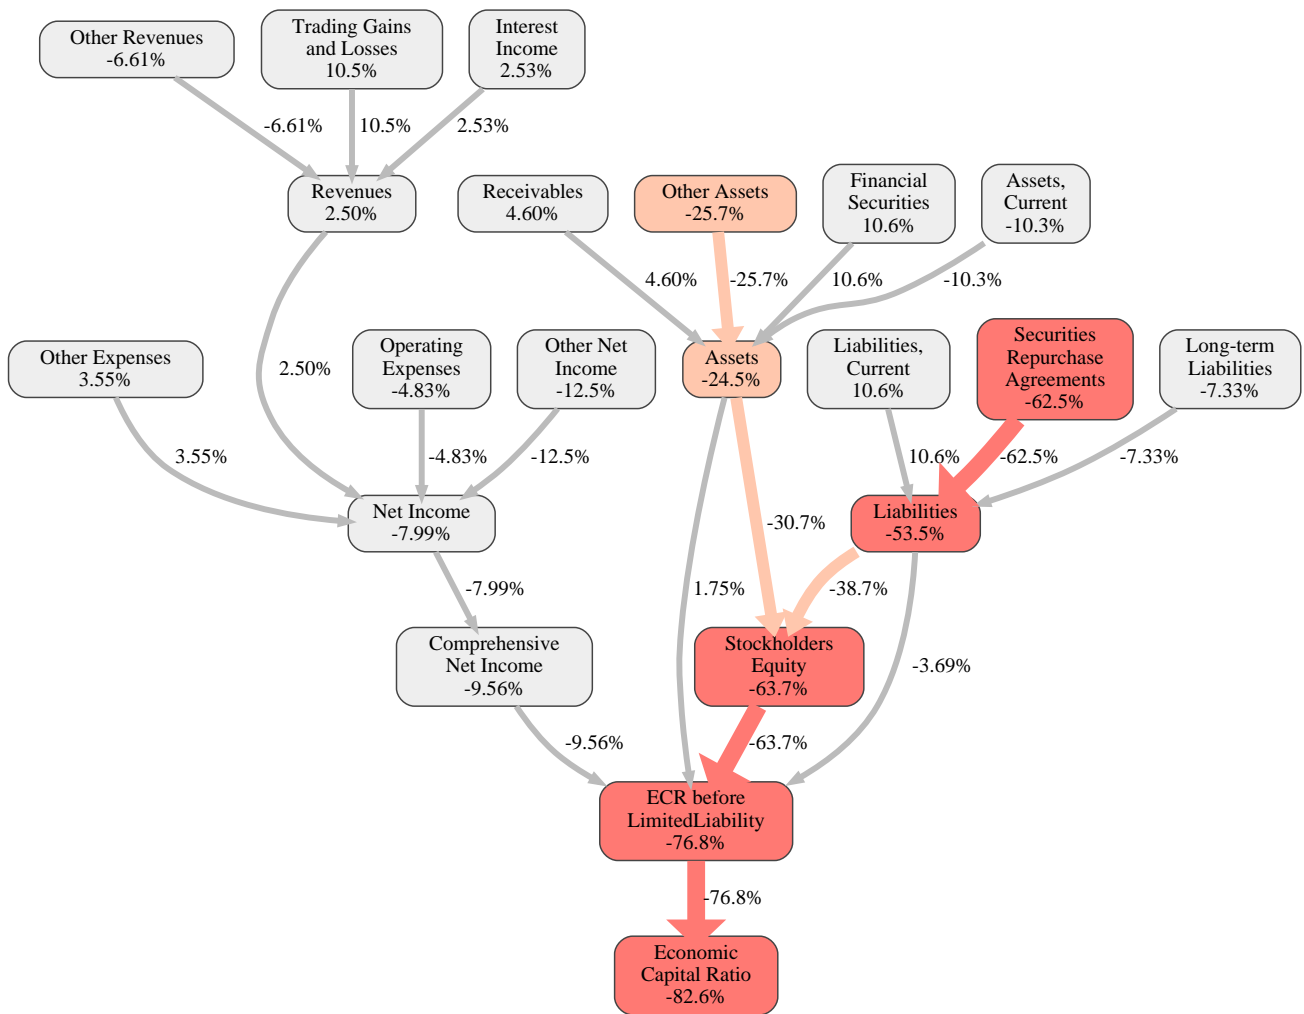 Other Revenues
-6.61%
Trading Gains
and Losses
10.5%
Interest
Income
2.53%
-6.61%
10.5%
2.53%
Revenues
2.50%
Receivables
4.60%
Other Assets
-25.7%
Financial
Securities
10.6%
Assets,
Current
-10.3%
4.60%
-25.7%
10.6%
-10.3%
Other Expenses
3.55%
2.50%
Operating
Expenses
-4.83%
Other Net
Income
-12.5%
Assets
-24.5%
Liabilities,
Current
10.6%
Securities
Repurchase
Agreements
-62.5%
Long-term
Liabilities
-7.33%
3.55%
-4.83%
-12.5%
10.6%
-62.5%
-7.33%
Net Income
-7.99%
-30.7%
Liabilities
-53.5%
-7.99%
1.75%
-38.7%
Comprehensive
Net Income
-9.56%
Stockholders
Equity
-63.7%
-3.69%
-9.56%
-63.7%
ECR before
LimitedLiability
-76.8%
-76.8%
Economic
Capital Ratio
-82.6%